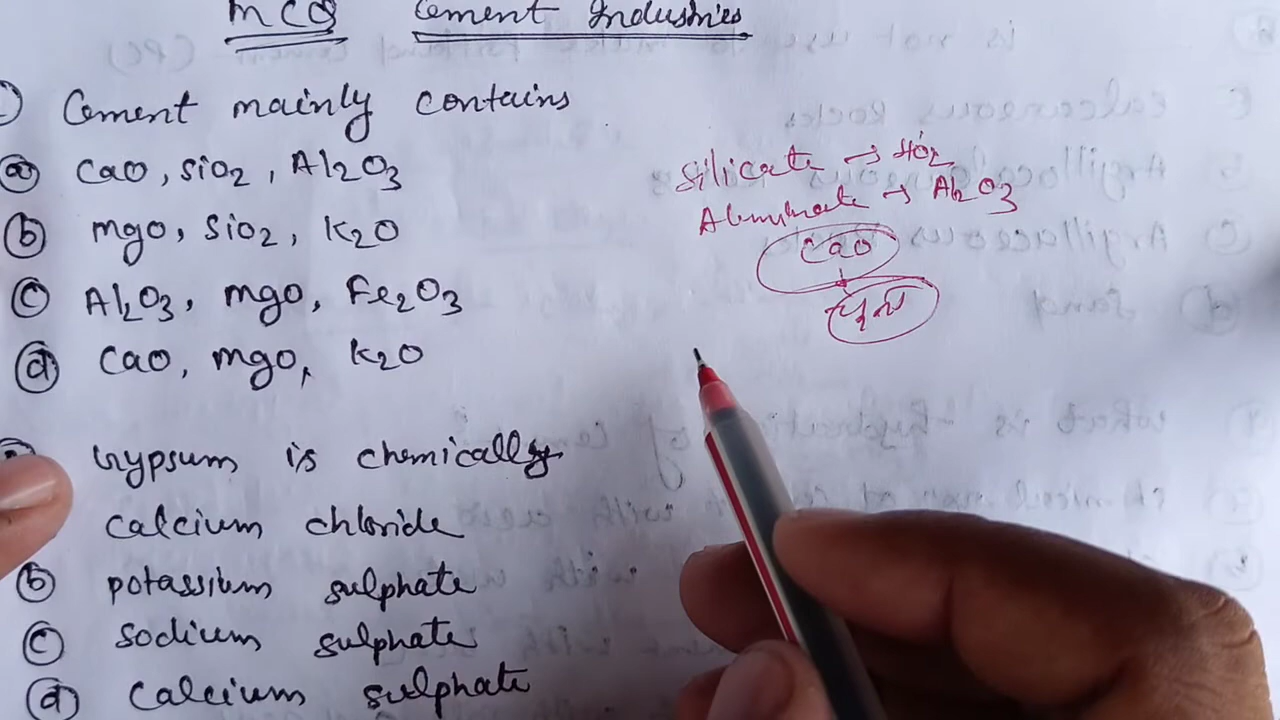 MCQ Cement Industries
Cement mainly contains
a cao, SiO2, Al2O3
b mgo, SiO2, K2O
c Al2O3, mgo, Fe2O3
d cao, mgo, K2O
Silicate →
Aluminate → Al2O3
Cao
Gypsum is chemically
calcium chloride
b potassium sulphate
c sodium sulphate
d calcium sulphate